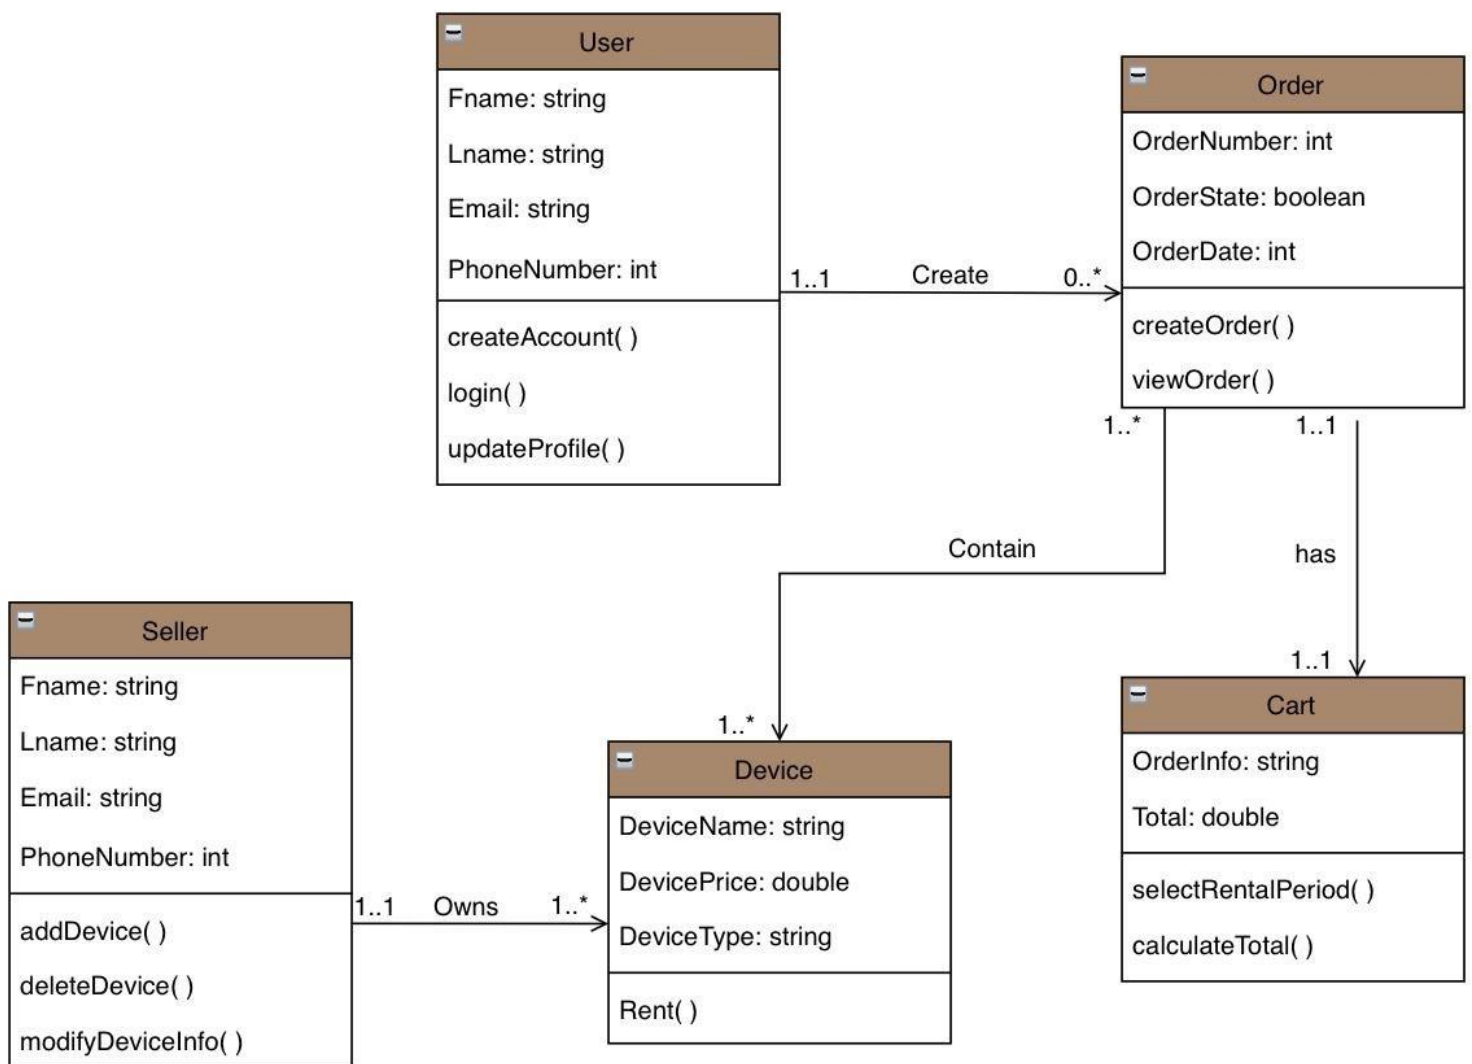 User
Fname: string
Lname: string
Email: string
PhoneNumber: int
createAccount( )
login( )
updateProfile( )
1..1
Create
0..*
Order
OrderNumber: int
OrderState: boolean
OrderDate: int
createOrder( )
viewOrder( )
1..*
1..1
Contain
has
1..*
1..1
Seller
Fname: string
Lname: string
Email: string
PhoneNumber: int
addDevice( )
deleteDevice( )
modifyDeviceInfo( )
1..1
Owns
1..*
Device
DeviceName: string
DevicePrice: double
DeviceType: string
Rent( )
Cart
OrderInfo: string
Total: double
selectRentalPeriod( )
calculateTotal( )